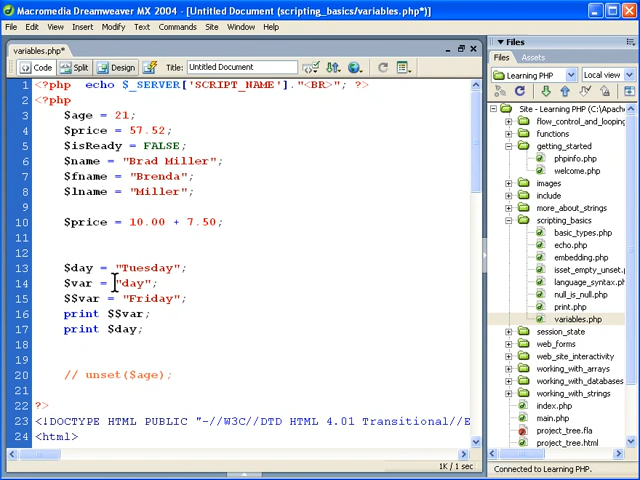 Macromedia Dreamweaver MX 2004 - [Untitled Document (scripting_basics/variables.php*)]
File Edit View Insert Modify Text Commands Site Window Help
variables.php*
Code Split Design Title: Untitled Document
1 <?php  echo $_SERVER['SCRIPT_NAME']."<BR>"; ?>
2 <?php
3 $age = 21;
4 $price = 57.52;
5 $isReady = FALSE;
6 $name = "Brad Miller";
7 $fname = "Brenda";
8 $lname = "Miller";
9
10 $price = 10.00 + 7.50;
11
12
13 $day = "Tuesday";
14 $var = "day";
15 $$var = "Friday";
16 print $$var;
17 print $day;
18
19
20 // unset($age);
21
22 ?>
23 <!DOCTYPE HTML PUBLIC "-//W3C//DTD HTML 4.01 Transitional//E
24 <html>
1K / 1 sec
Files
Files Assets
Learning PHP Local view
Site - Learning PHP (C:\Apache
flow_control_and_looping
functions
getting_started
phpinfo.php
welcome.php
images
include
more_about_strings
scripting_basics
basic_types.php
echo.php
embedding.php
isset_empty_unset.php
language_syntax.php
null_is_null.php
print.php
variables.php
session_state
web_forms
web_site_interactivity
working_with_arrays
working_with_databases
working_with_strings
index.php
main.php
project_tree.fla
project_tree.html
Connected to Learning PHP.